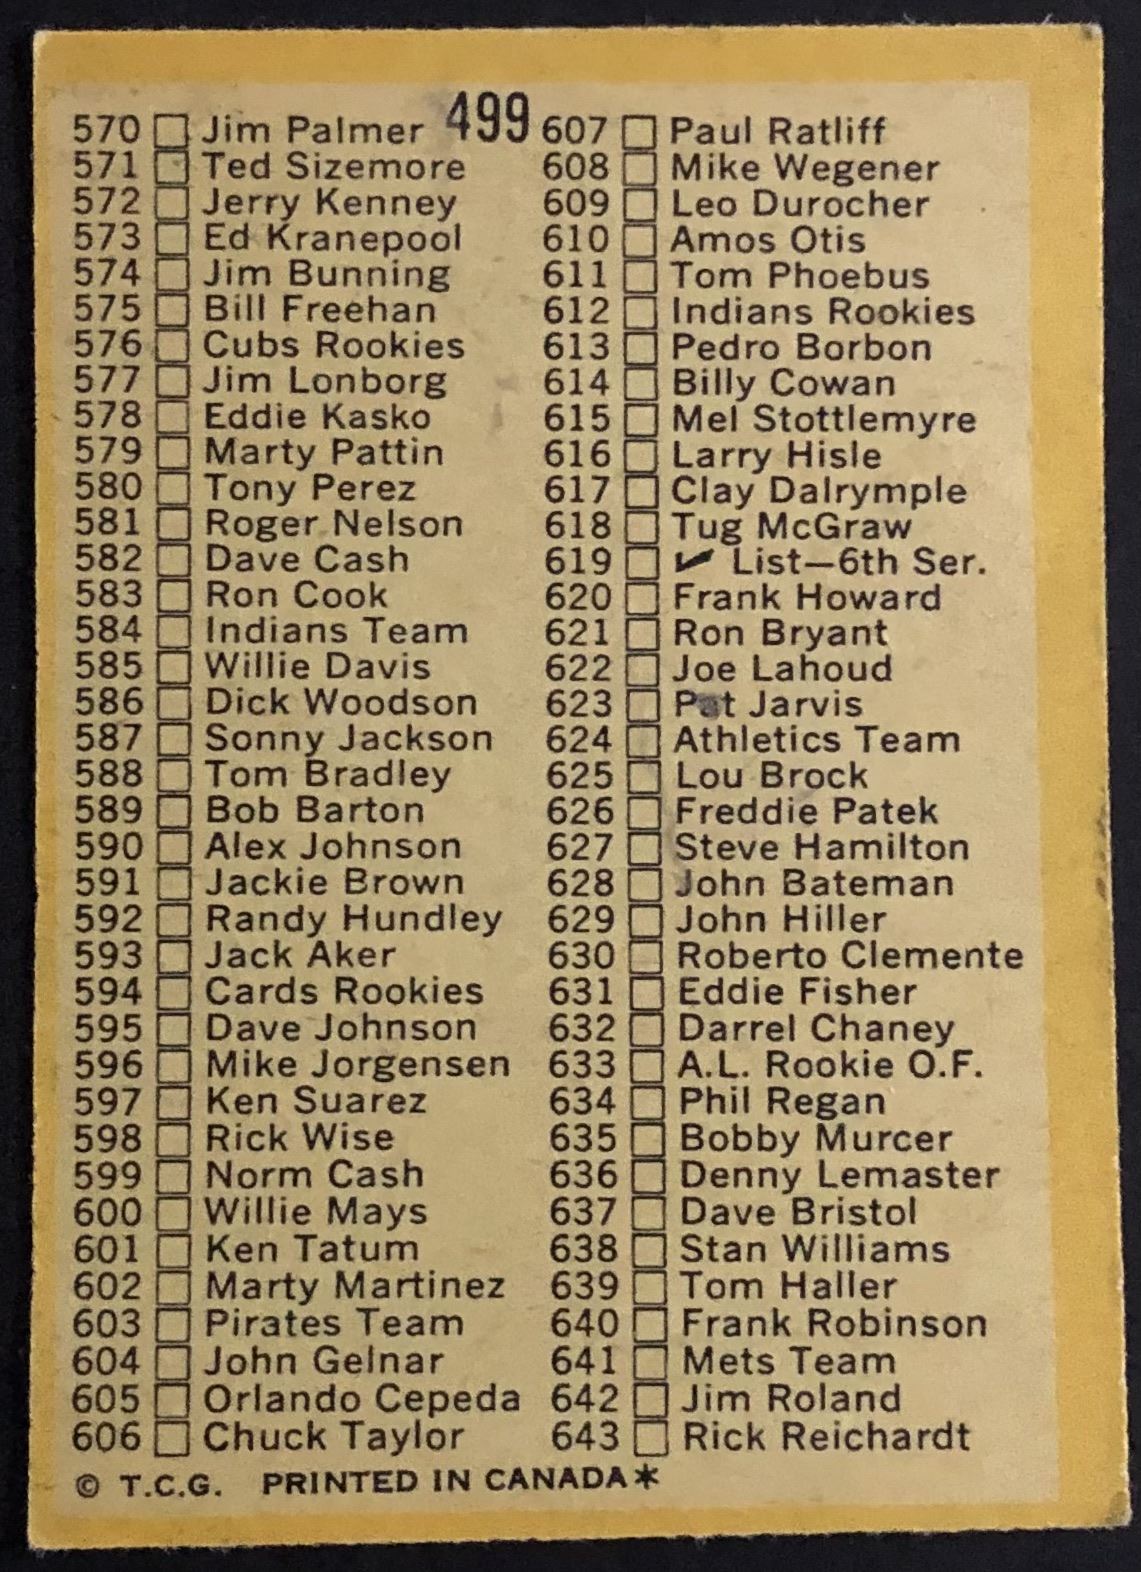 499
570 Jim Palmer
571 Ted Sizemore
572 Jerry Kenney
573 Ed Kranepool
574 Jim Bunning
575 Bill Freehan
576 Cubs Rookies
577 Jim Lonborg
578 Eddie Kasko
579 Marty Pattin
580 Tony Perez
581 Roger Nelson
582 Dave Cash
583 Ron Cook
584 Indians Team
585 Willie Davis
586 Dick Woodson
587 Sonny Jackson
588 Tom Bradley
589 Bob Barton
590 Alex Johnson
591 Jackie Brown
592 Randy Hundley
593 Jack Aker
594 Cards Rookies
595 Dave Johnson
596 Mike Jorgensen
597 Ken Suarez
598 Rick Wise
599 Norm Cash
600 Willie Mays
601 Ken Tatum
602 Marty Martinez
603 Pirates Team
604 John Gelnar
605 Orlando Cepeda
606 Chuck Taylor
607 Paul Ratliff
608 Mike Wegener
609 Leo Durocher
610 Amos Otis
611 Tom Phoebus
612 Indians Rookies
613 Pedro Borbon
614 Billy Cowan
615 Mel Stottlemyre
616 Larry Hisle
617 Clay Dalrymple
618 Tug McGraw
619 ✔ List—6th Ser.
620 Frank Howard
621 Ron Bryant
622 Joe Lahoud
623 Pat Jarvis
624 Athletics Team
625 Lou Brock
626 Freddie Patek
627 Steve Hamilton
628 John Bateman
629 John Hiller
630 Roberto Clemente
631 Eddie Fisher
632 Darrel Chaney
633 A.L. Rookie O.F.
634 Phil Regan
635 Bobby Murcer
636 Denny Lemaster
637 Dave Bristol
638 Stan Williams
639 Tom Haller
640 Frank Robinson
641 Mets Team
642 Jim Roland
643 Rick Reichardt
© T.C.G. PRINTED IN CANADA*